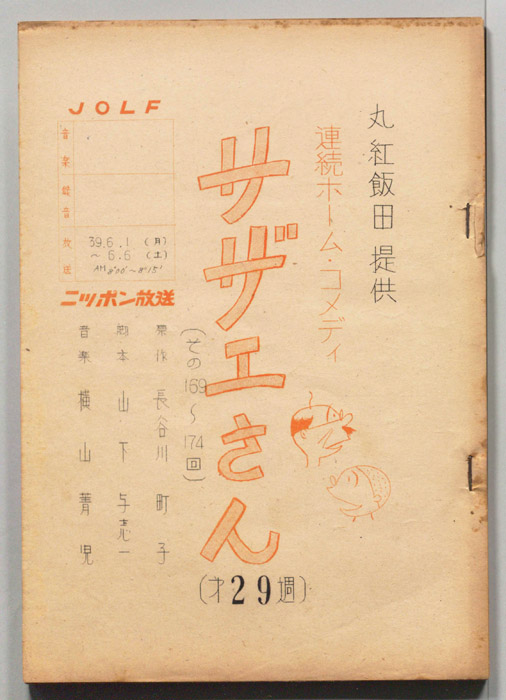 丸紅飯田 提供
連続ホーム・コメディ
サザエさん
(その169〜174回)
(才29週)
JOLF
音楽
録音
放送
39.6.1(月)
〜6.6(土)
AM 8°00'〜8°15'
ニッポン放送
原作 長谷川町子
脚本 山下与志一
音楽 横山菁児